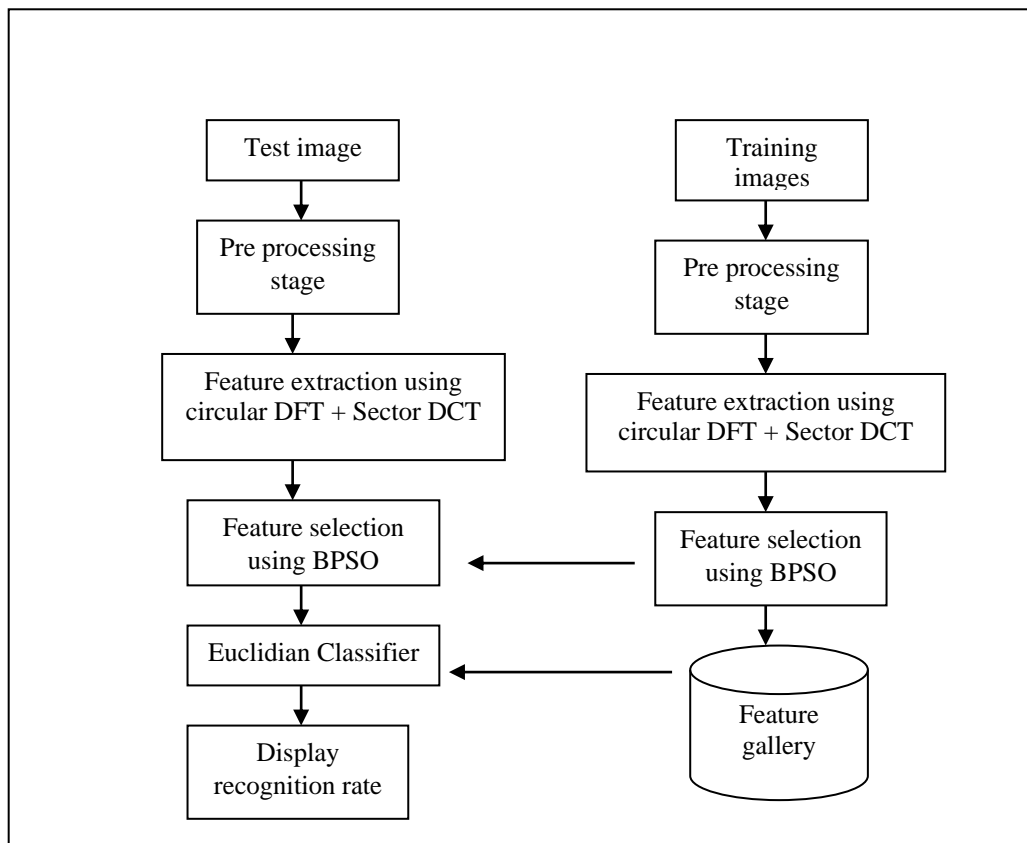 Test image
Pre processing
stage
Feature extraction using
circular DFT + Sector DCT
Feature selection
using BPSO
Euclidian Classifier
Display
recognition rate
Training
images
Pre processing
stage
Feature extraction using
circular DFT + Sector DCT
Feature selection
using BPSO
Feature
gallery